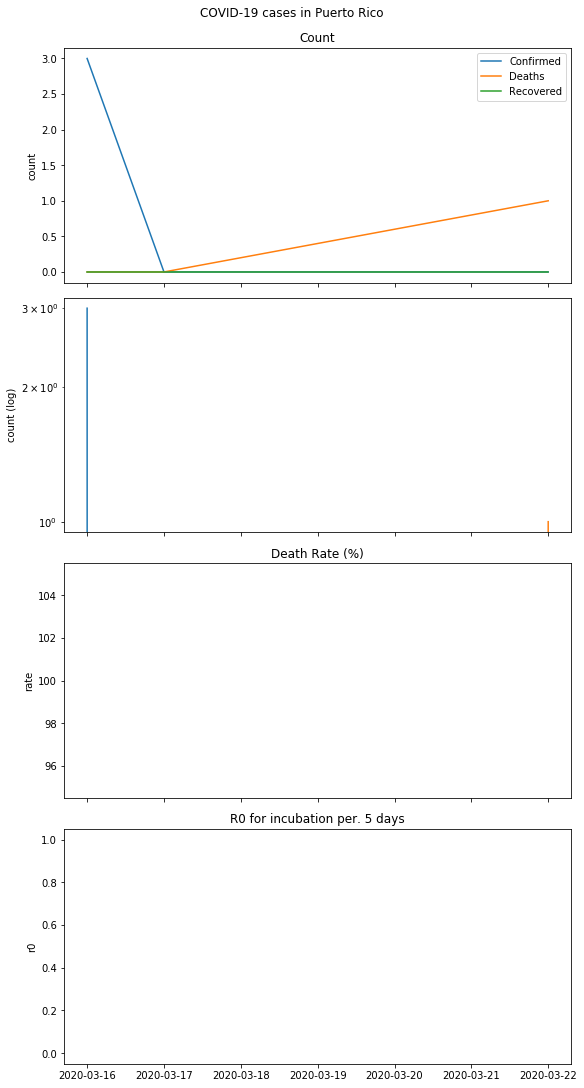 COVID-19 cases in Puerto Rico
Count
3.0
2.5
2.0
1.5
1.0
0.5
0.0
count
Confirmed
Deaths
Recovered
3 × 10⁰
2 × 10⁰
10⁰
count (log)
Death Rate (%)
104
102
100
98
96
rate
R0 for incubation per. 5 days
1.0
0.8
0.6
0.4
0.2
0.0
r0
2020-03-16 2020-03-17 2020-03-18 2020-03-19 2020-03-20 2020-03-21 2020-03-22